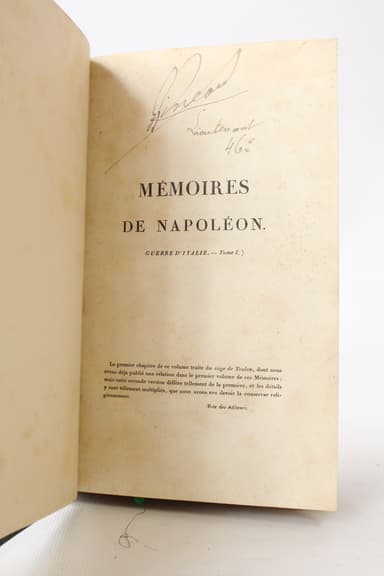 Lieutenant
46e
MÉMOIRES
DE NAPOLÉON.
GUERRE D'ITALIE. — Tome I.)
Le premier chapitre de ce volume traite du siége de Toulon, dont nous
avons déja publié une relation dans le premier volume de ces Mémoires;
mais cette seconde version diffère tellement de la première, et les détails
y sont tellement multipliés, que nous avons cru devoir la conserver reli-
gieusement.
Note des éditeurs.